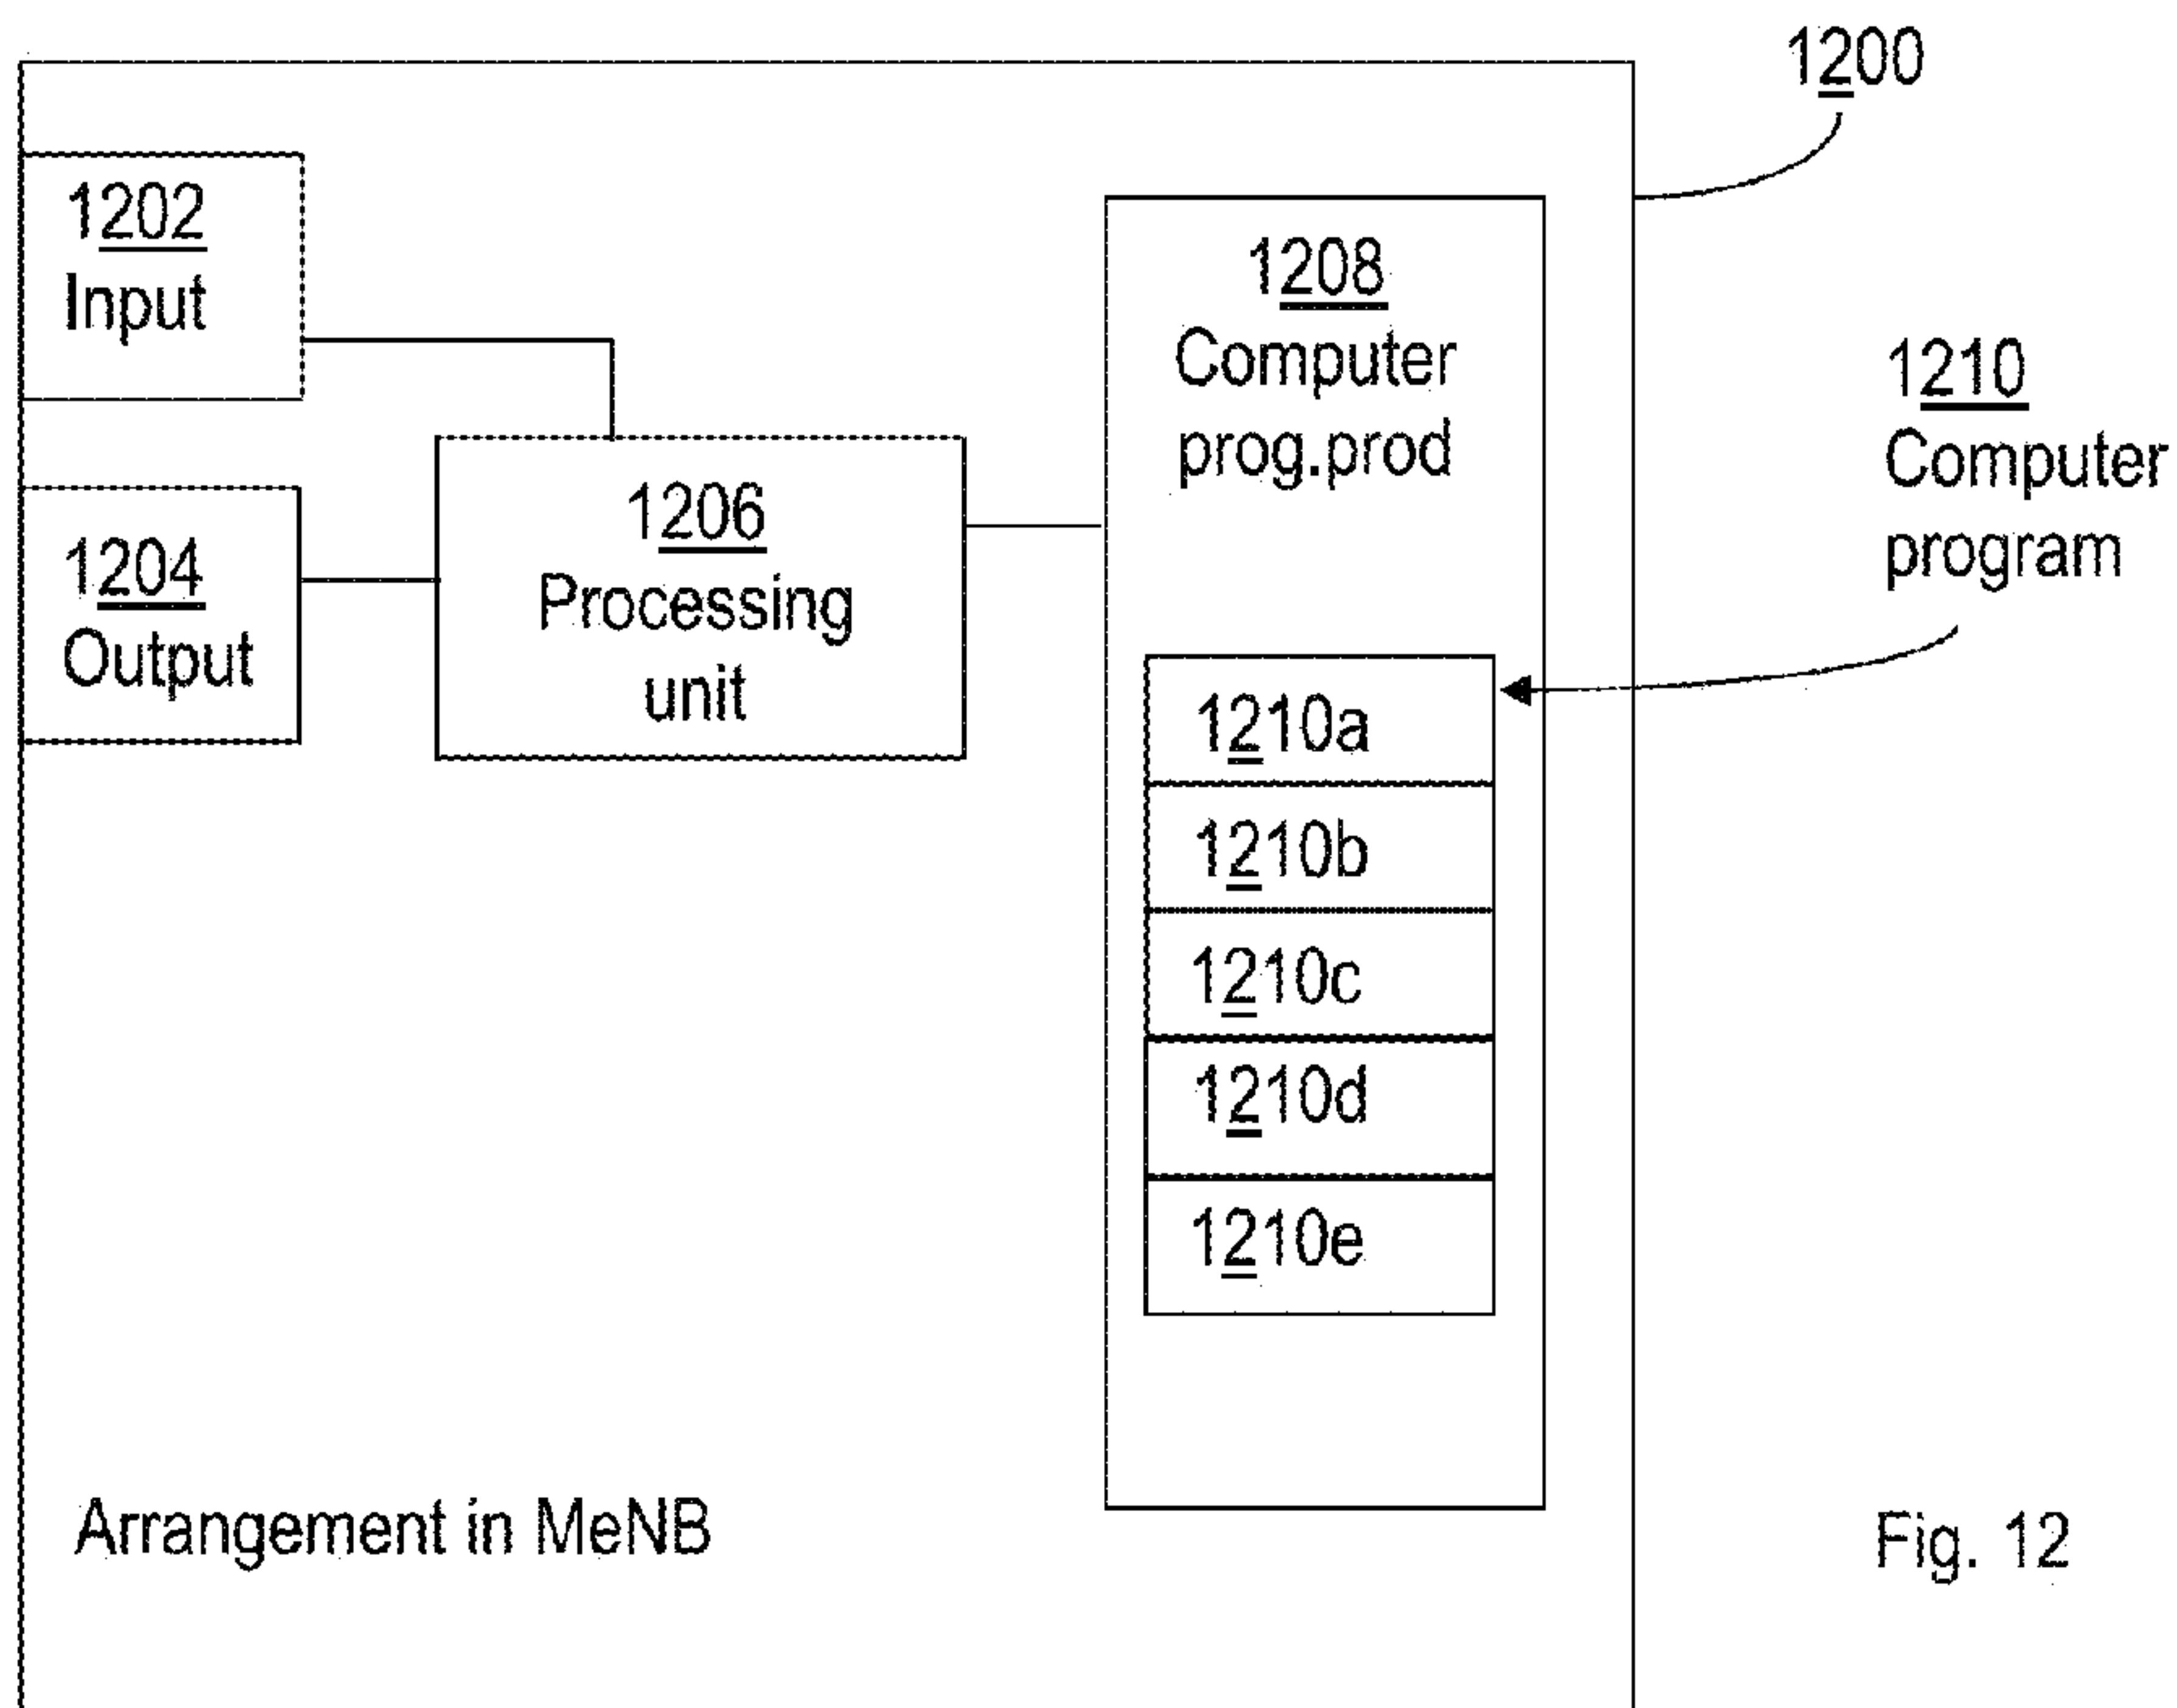 1200
1202
Input
1204
Output
1206
Processing
unit
1208
Computer
prog.prod
1210
Computer
program
1210a
1210b
1210c
1210d
1210e
Arrangement in MeNB
Fig. 12